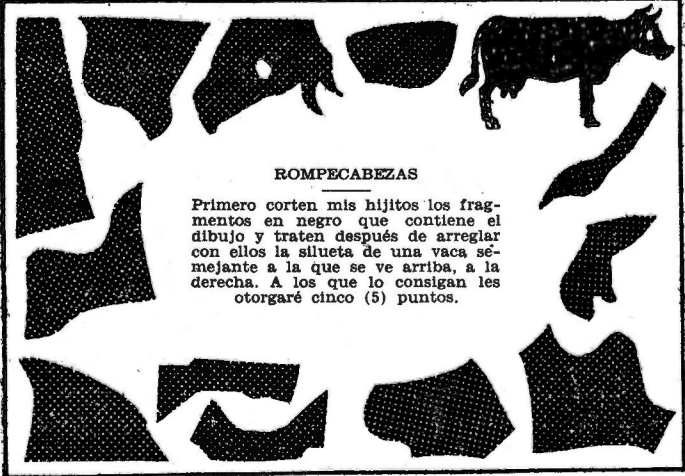 ROMPECABEZAS
Primero corten mis hijitos los frag-
mentos en negro que contiene el
dibujo y traten después de arreglar
con ellos la silueta de una vaca se-
mejante a la que se ve arriba, a la
derecha. A los que lo consigan les
otorgaré cinco (5) puntos.